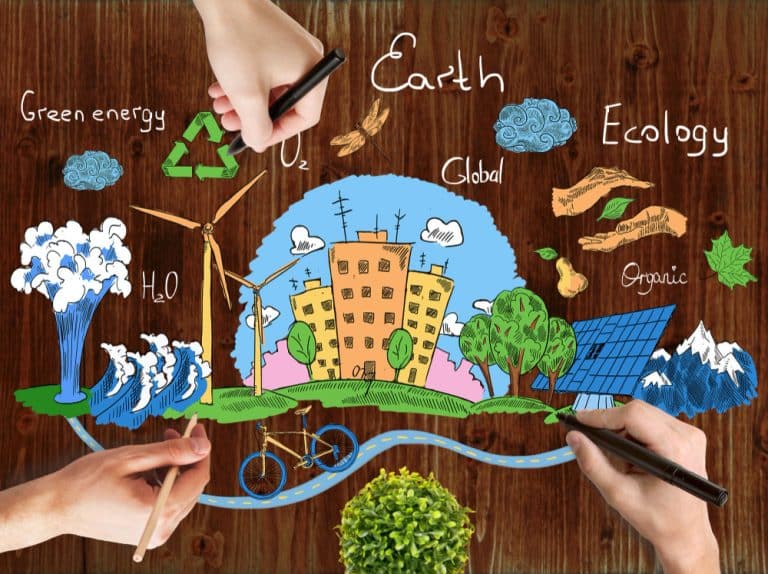 Earth
Green energy
Ecology
O₂
Global
Organic
H₂O